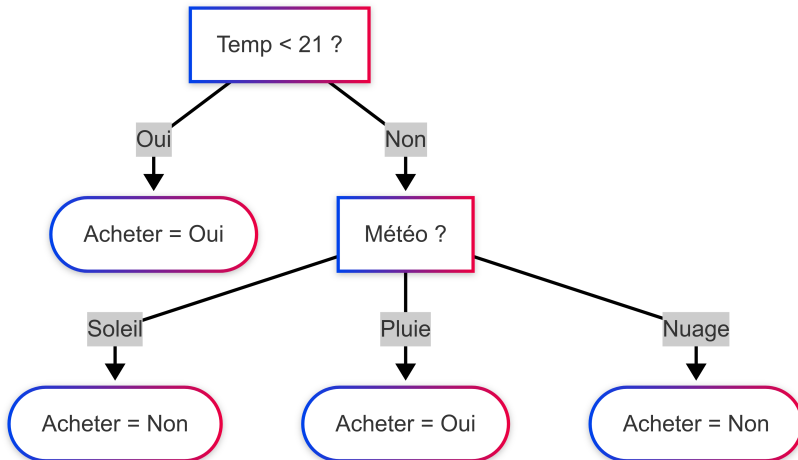 Temp < 21 ?
Oui
Non
Acheter = Oui
Météo ?
Soleil
Pluie
Nuage
Acheter = Non
Acheter = Oui
Acheter = Non